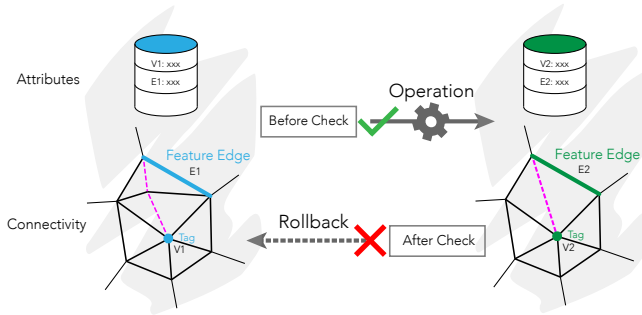 V1: xxx
E1: xxx
Attributes
Before Check
Operation
V2: xxx
E2: xxx
Feature Edge
E1
Feature Edge
E2
Connectivity
Tag
V1
Rollback
After Check
Tag
V2